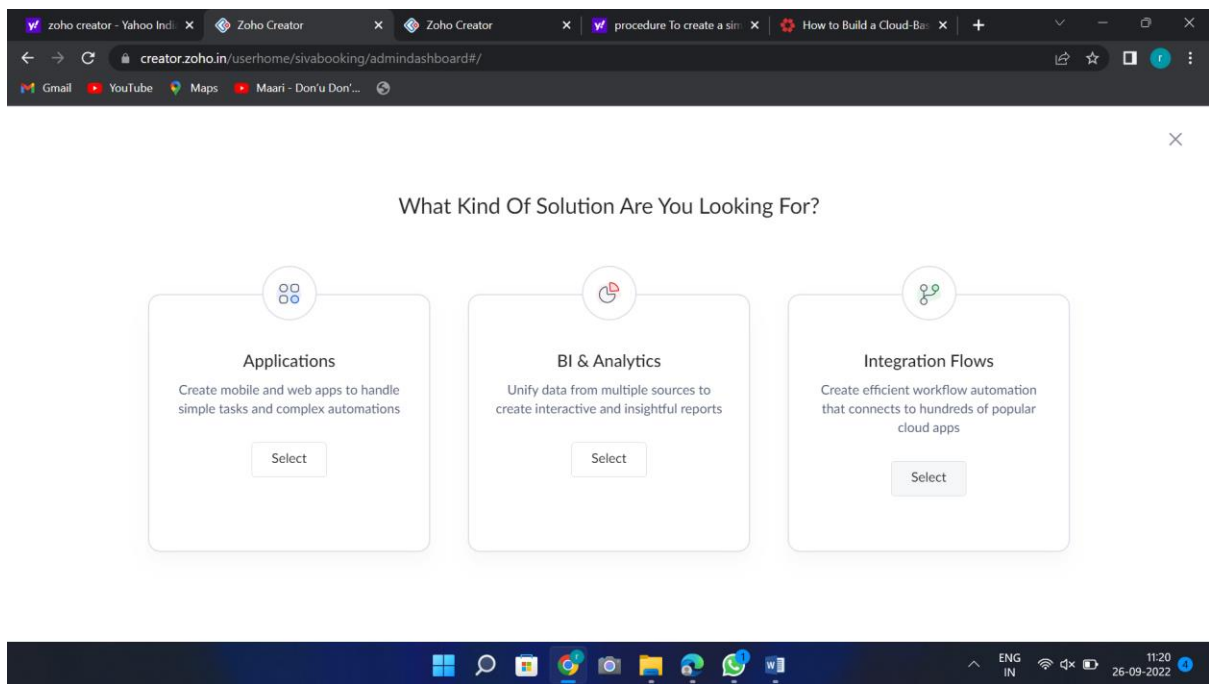 zoho creator - Yahoo Indi
Zoho Creator
Zoho Creator
procedure To create a sim
How to Build a Cloud-Bas
creator.zoho.in/userhome/sivabooking/admindashboard#/
r
Gmail
YouTube
Maps
Maari - Don'u Don'...
What Kind Of Solution Are You Looking For?
Applications
Create mobile and web apps to handle
simple tasks and complex automations
Select
BI & Analytics
Unify data from multiple sources to
create interactive and insightful reports
Select
Integration Flows
Create efficient workflow automation
that connects to hundreds of popular
cloud apps
Select
ENG
IN
11:20
26-09-2022
4